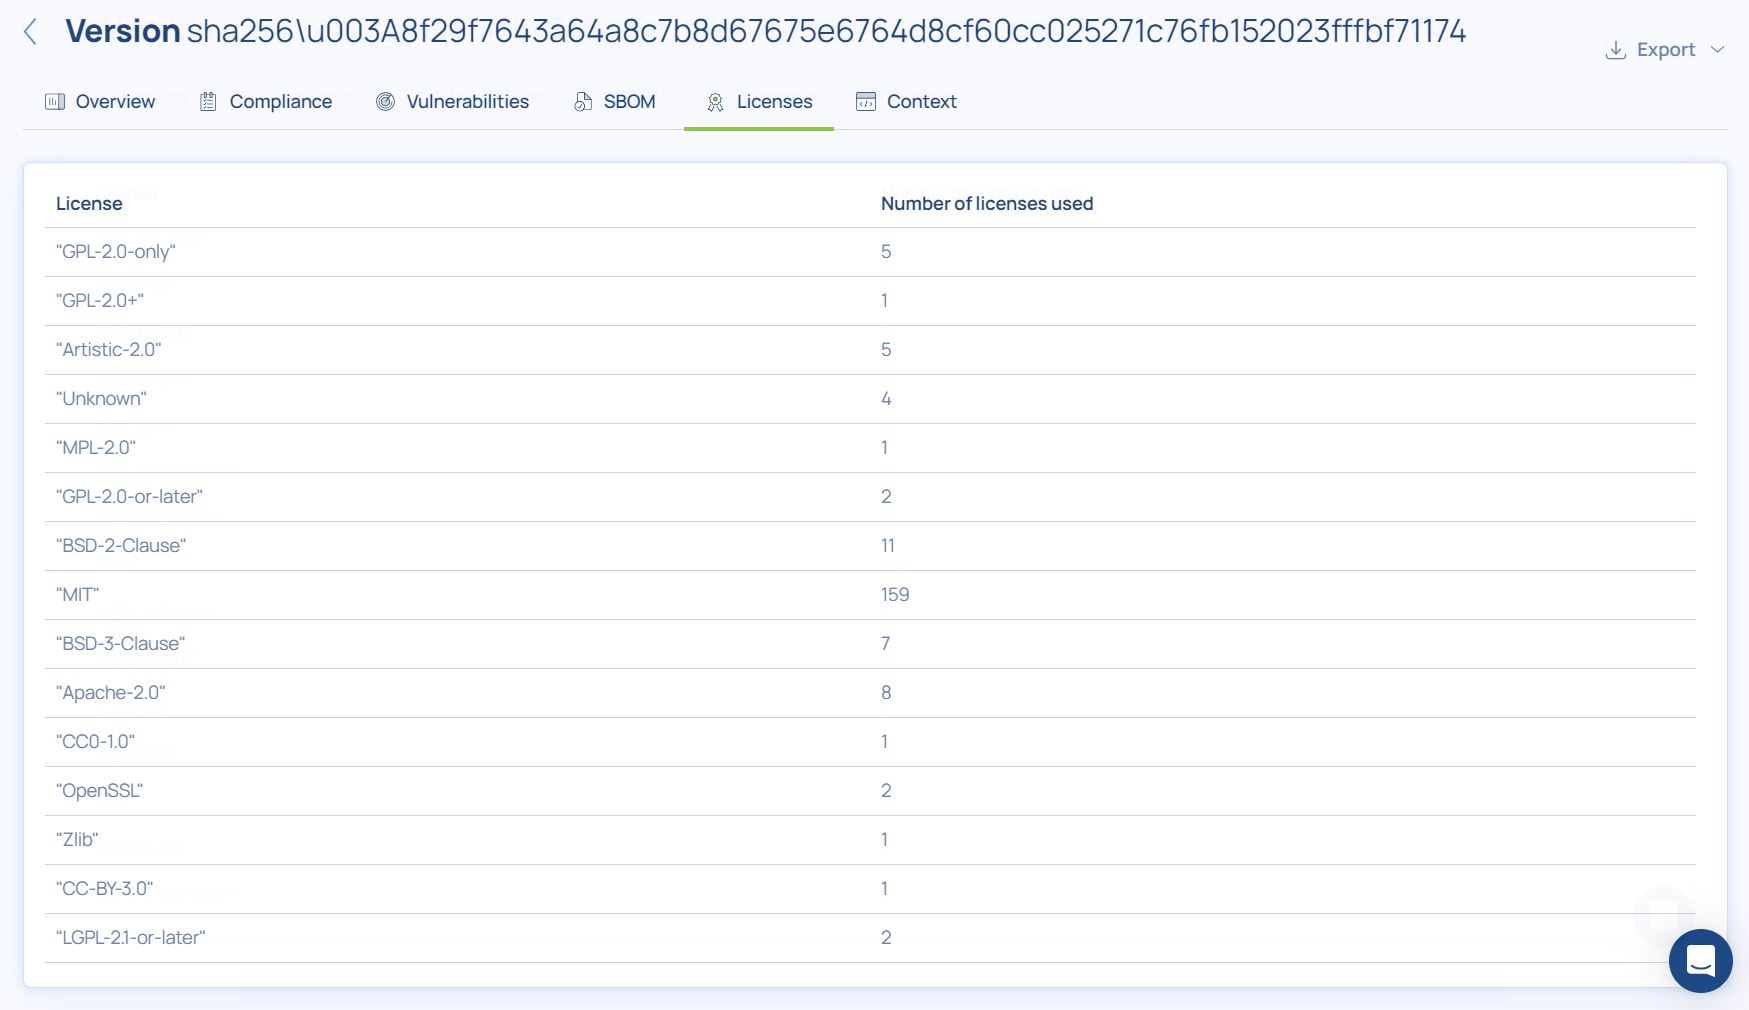 Version sha256\u003A8f29f7643a64a8c7b8d67675e6764d8cf60cc025271c76fb152023fffbf71174
Export
Overview Compliance Vulnerabilities SBOM Licenses Context
License Number of licenses used
"GPL-2.0-only" 5
"GPL-2.0+" 1
"Artistic-2.0" 5
"Unknown" 4
"MPL-2.0" 1
"GPL-2.0-or-later" 2
"BSD-2-Clause" 11
"MIT" 159
"BSD-3-Clause" 7
"Apache-2.0" 8
"CC0-1.0" 1
"OpenSSL" 2
"Zlib" 1
"CC-BY-3.0" 1
"LGPL-2.1-or-later" 2